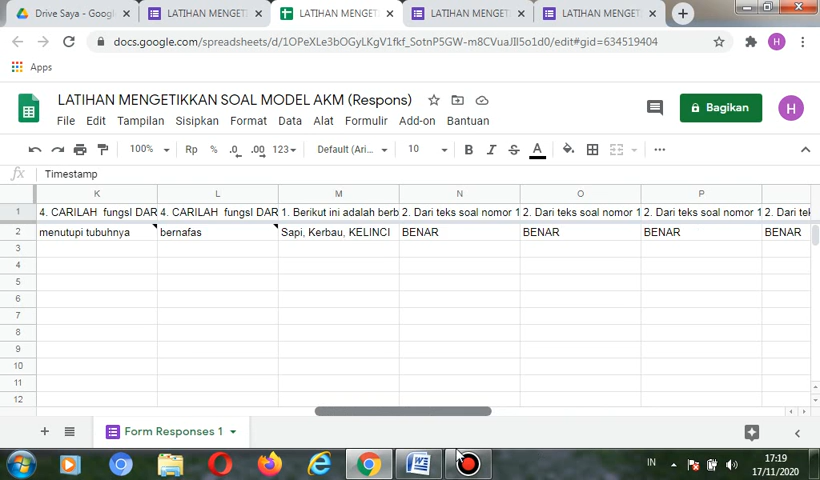 Drive Saya - Goog
LATIHAN MENGETI
LATIHAN MENGET
LATIHAN MENGET
LATIHAN MENGET
docs.google.com/spreadsheets/d/1OPeXLe3bOGyLKgV1fkf_SotnP5GW-m8CVuaJIl5o1d0/edit#gid=634519404
H
Apps
LATIHAN MENGETIKKAN SOAL MODEL AKM (Respons)
Bagikan
H
File Edit Tampilan Sisipkan Format Data Alat Formulir Add-on Bantuan
100% Rp % .0 .00 123 Default (Ari... 10 B I S A
fx Timestamp
K L M N O P
1 4. CARILAH fungsI DAR 4. CARILAH fungsI DAR 1. Berikut ini adalah berb 2. Dari teks soal nomor 1 2. Dari teks soal nomor 1 2. Dari teks soal nomor 1 2. Dari tek
2 menutupi tubuhnya bernafas Sapi, Kerbau, KELINCI BENAR BENAR BENAR BENAR
3
4
5
6
7
8
9
10
11
12
Form Responses 1
IN
17:19
17/11/2020